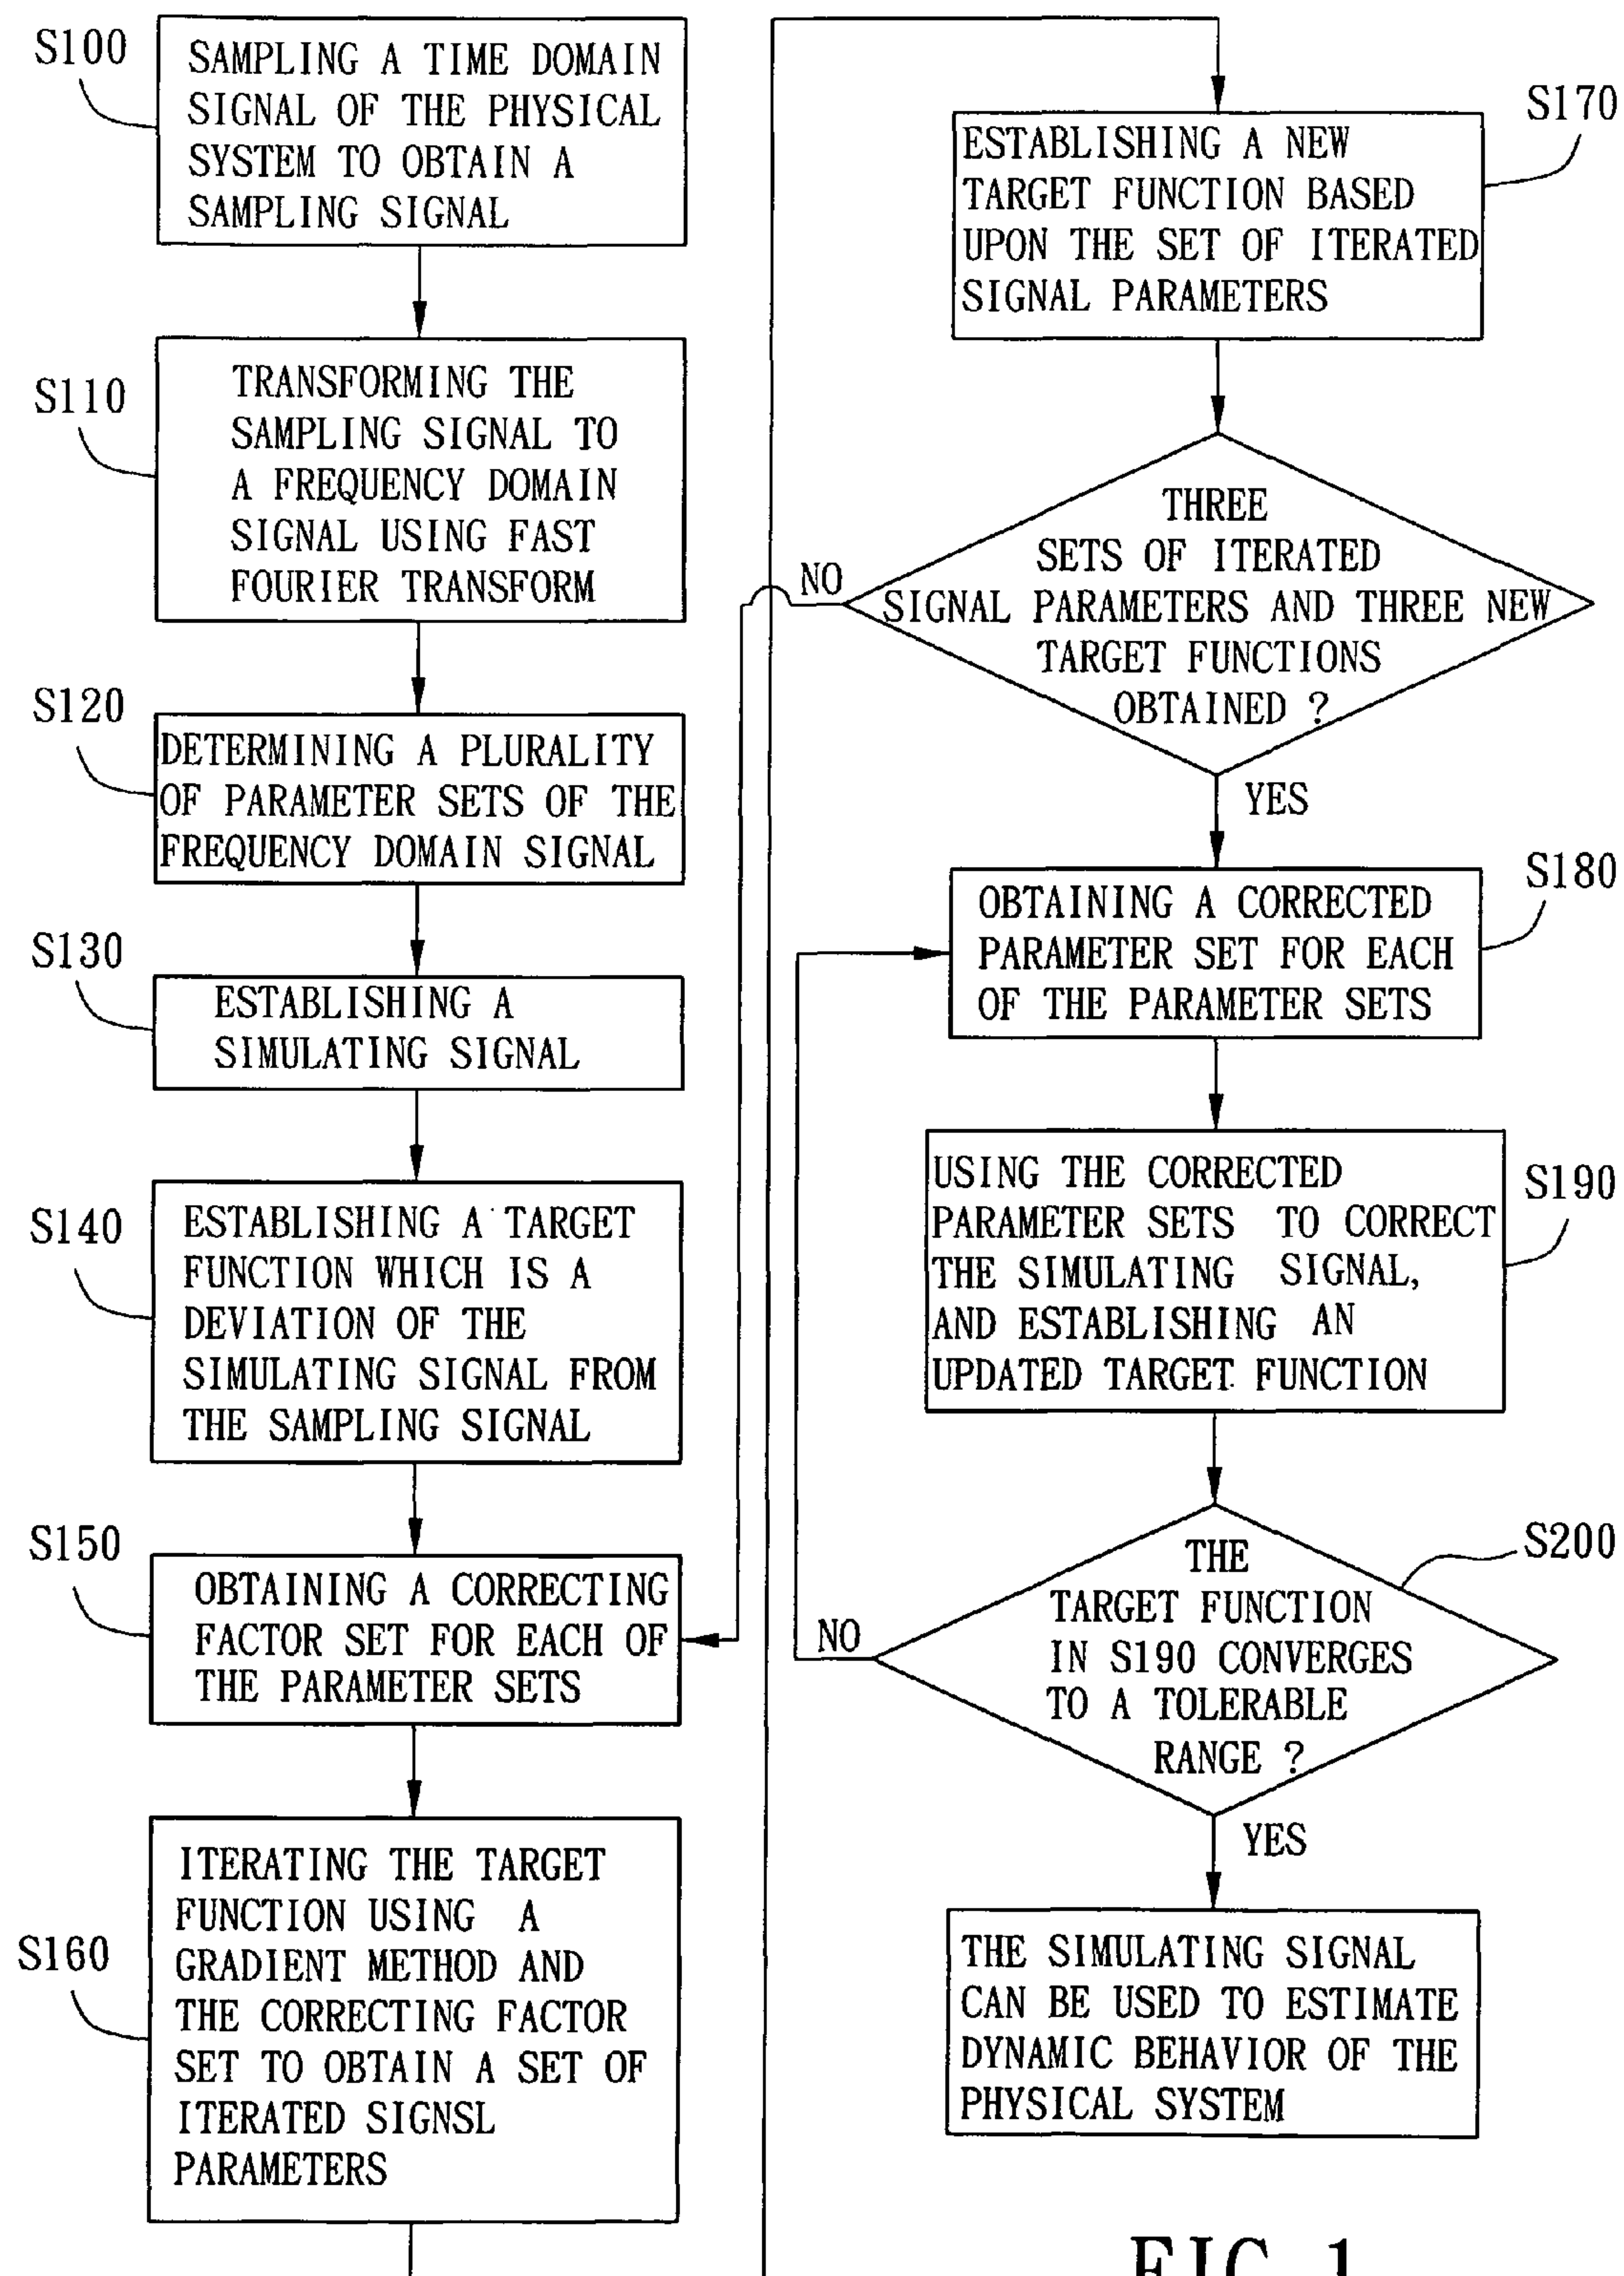 S100
SAMPLING A TIME DOMAIN
SIGNAL OF THE PHYSICAL
SYSTEM TO OBTAIN A
SAMPLING SIGNAL
S110
TRANSFORMING THE
SAMPLING SIGNAL TO
A FREQUENCY DOMAIN
SIGNAL USING FAST
FOURIER TRANSFORM
S120
DETERMINING A PLURALITY
OF PARAMETER SETS OF THE
FREQUENCY DOMAIN SIGNAL
S130
ESTABLISHING A
SIMULATING SIGNAL
S140
ESTABLISHING A TARGET
FUNCTION WHICH IS A
DEVIATION OF THE
SIMULATING SIGNAL FROM
THE SAMPLING SIGNAL
S150
OBTAINING A CORRECTING
FACTOR SET FOR EACH OF
THE PARAMETER SETS
S160
ITERATING THE TARGET
FUNCTION USING A
GRADIENT METHOD AND
THE CORRECTING FACTOR
SET TO OBTAIN A SET OF
ITERATED SIGNSL
PARAMETERS
S170
ESTABLISHING A NEW
TARGET FUNCTION BASED
UPON THE SET OF ITERATED
SIGNAL PARAMETERS
THREE
SETS OF ITERATED
SIGNAL PARAMETERS AND THREE NEW
TARGET FUNCTIONS
OBTAINED ?
NO
YES
S180
OBTAINING A CORRECTED
PARAMETER SET FOR EACH
OF THE PARAMETER SETS
S190
USING THE CORRECTED
PARAMETER SETS TO CORRECT
THE SIMULATING SIGNAL,
AND ESTABLISHING AN
UPDATED TARGET FUNCTION
S200
THE
TARGET FUNCTION
IN S190 CONVERGES
TO A TOLERABLE
RANGE ?
NO
YES
THE SIMULATING SIGNAL
CAN BE USED TO ESTIMATE
DYNAMIC BEHAVIOR OF THE
PHYSICAL SYSTEM
FIG. 1